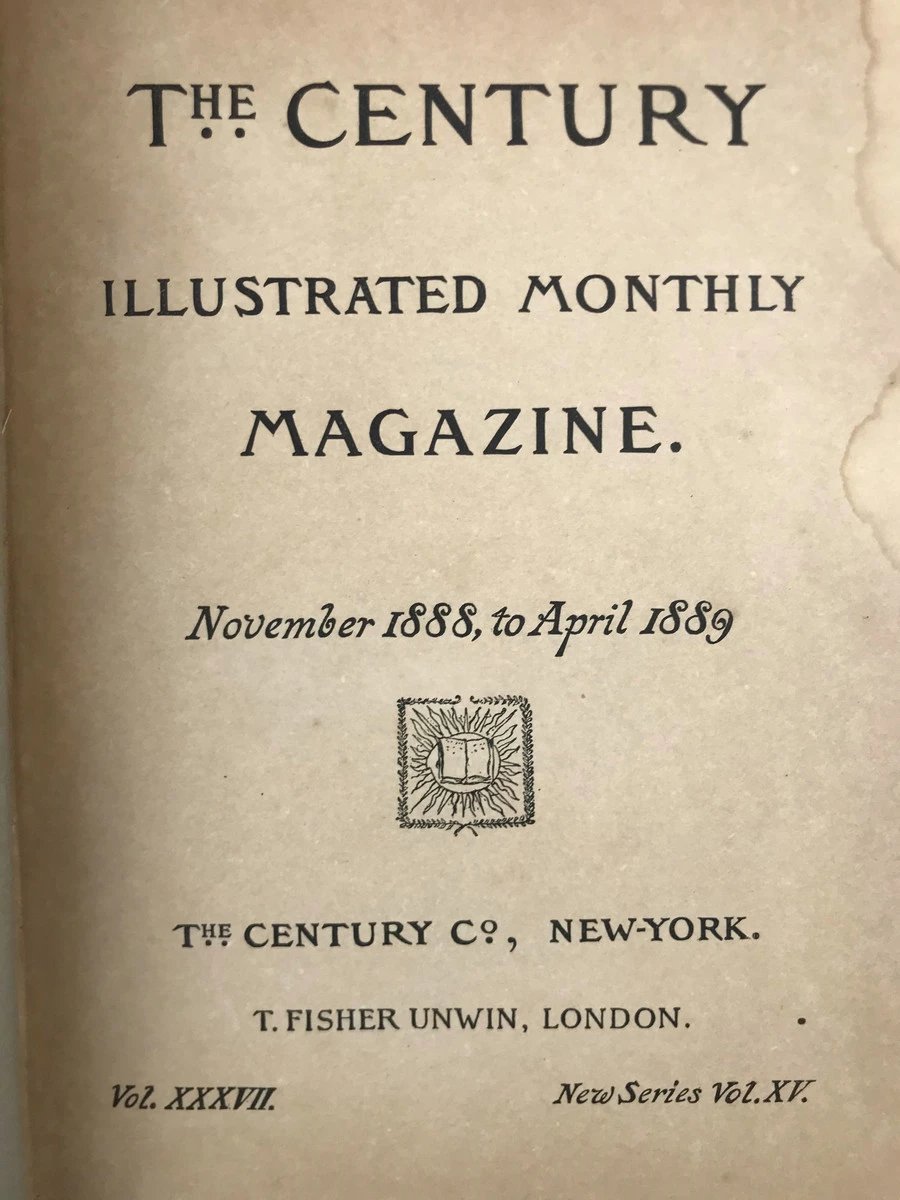 THE CENTURY
ILLUSTRATED MONTHLY
MAGAZINE.
November 1888, to April 1889
THE CENTURY Co, NEW-YORK.
T. FISHER UNWIN, LONDON.
Vol. XXXVII. New Series Vol. XV.